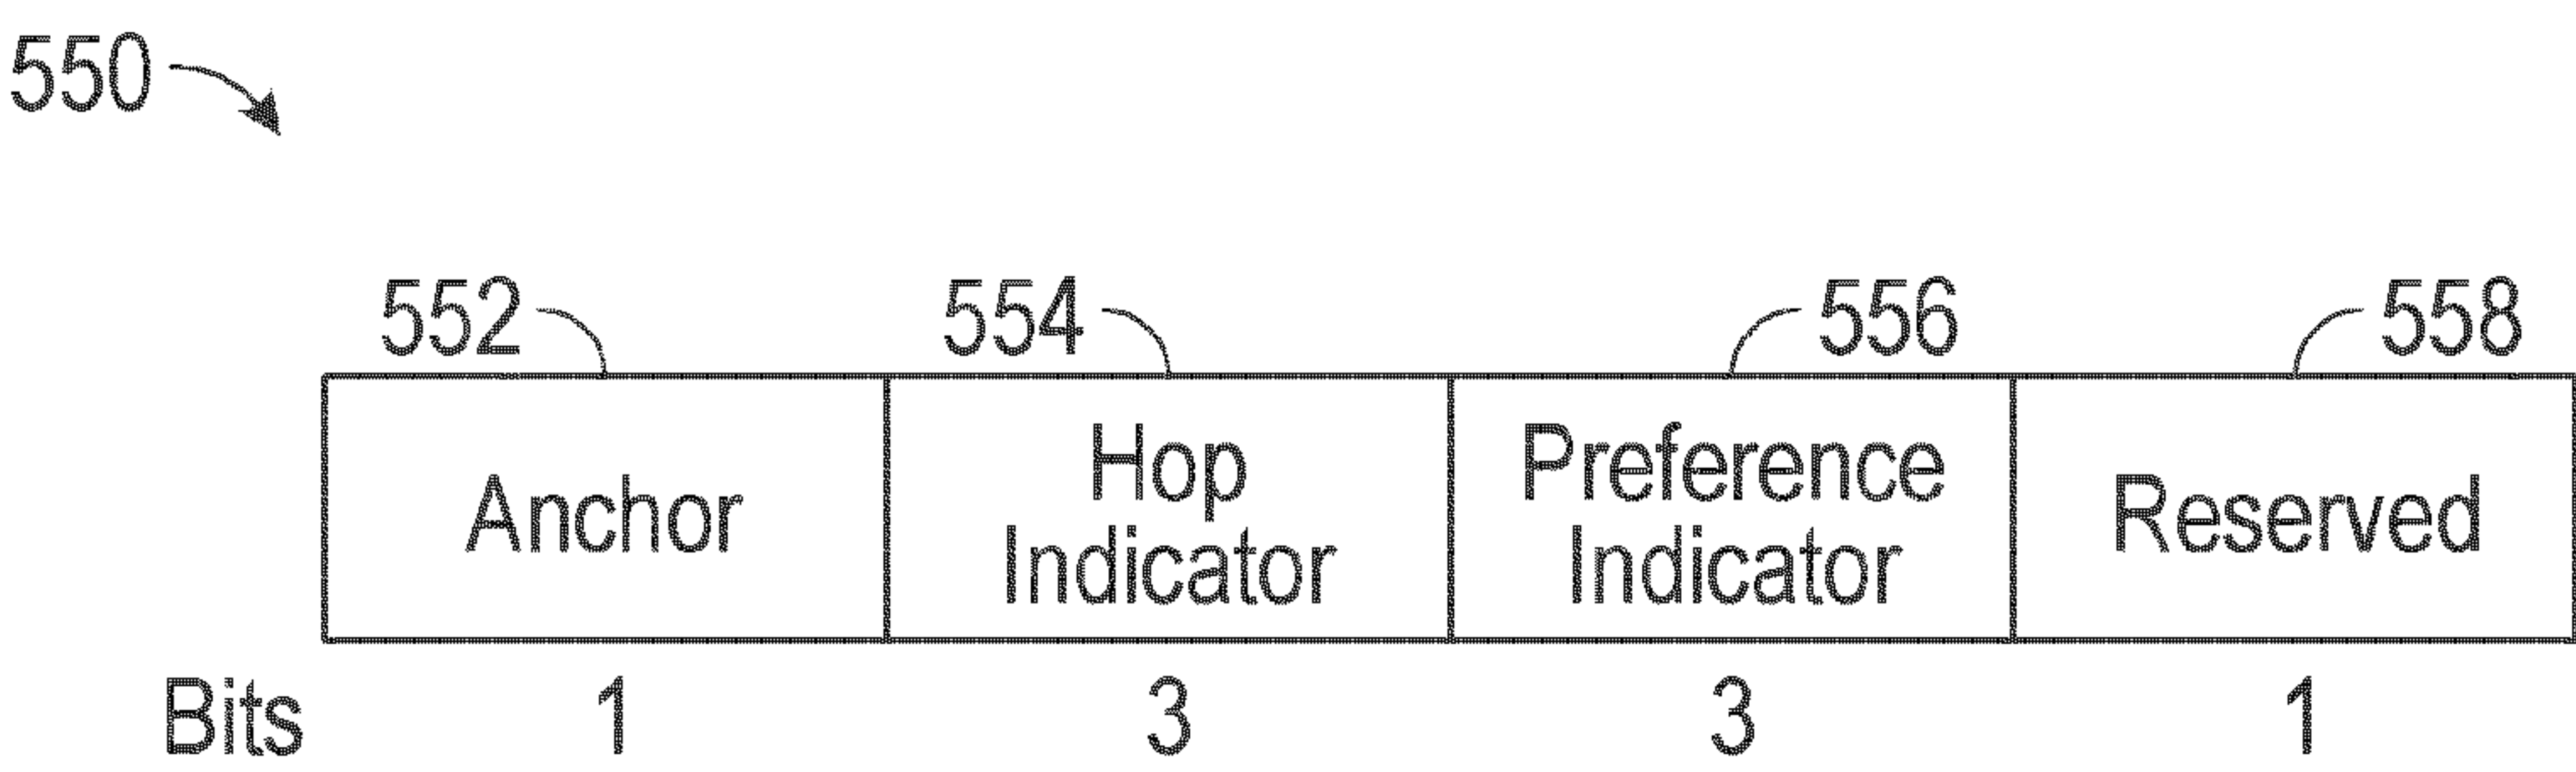 550
552 554 556 558
Anchor Hop Indicator Preference Indicator Reserved
Bits 1 3 3 1